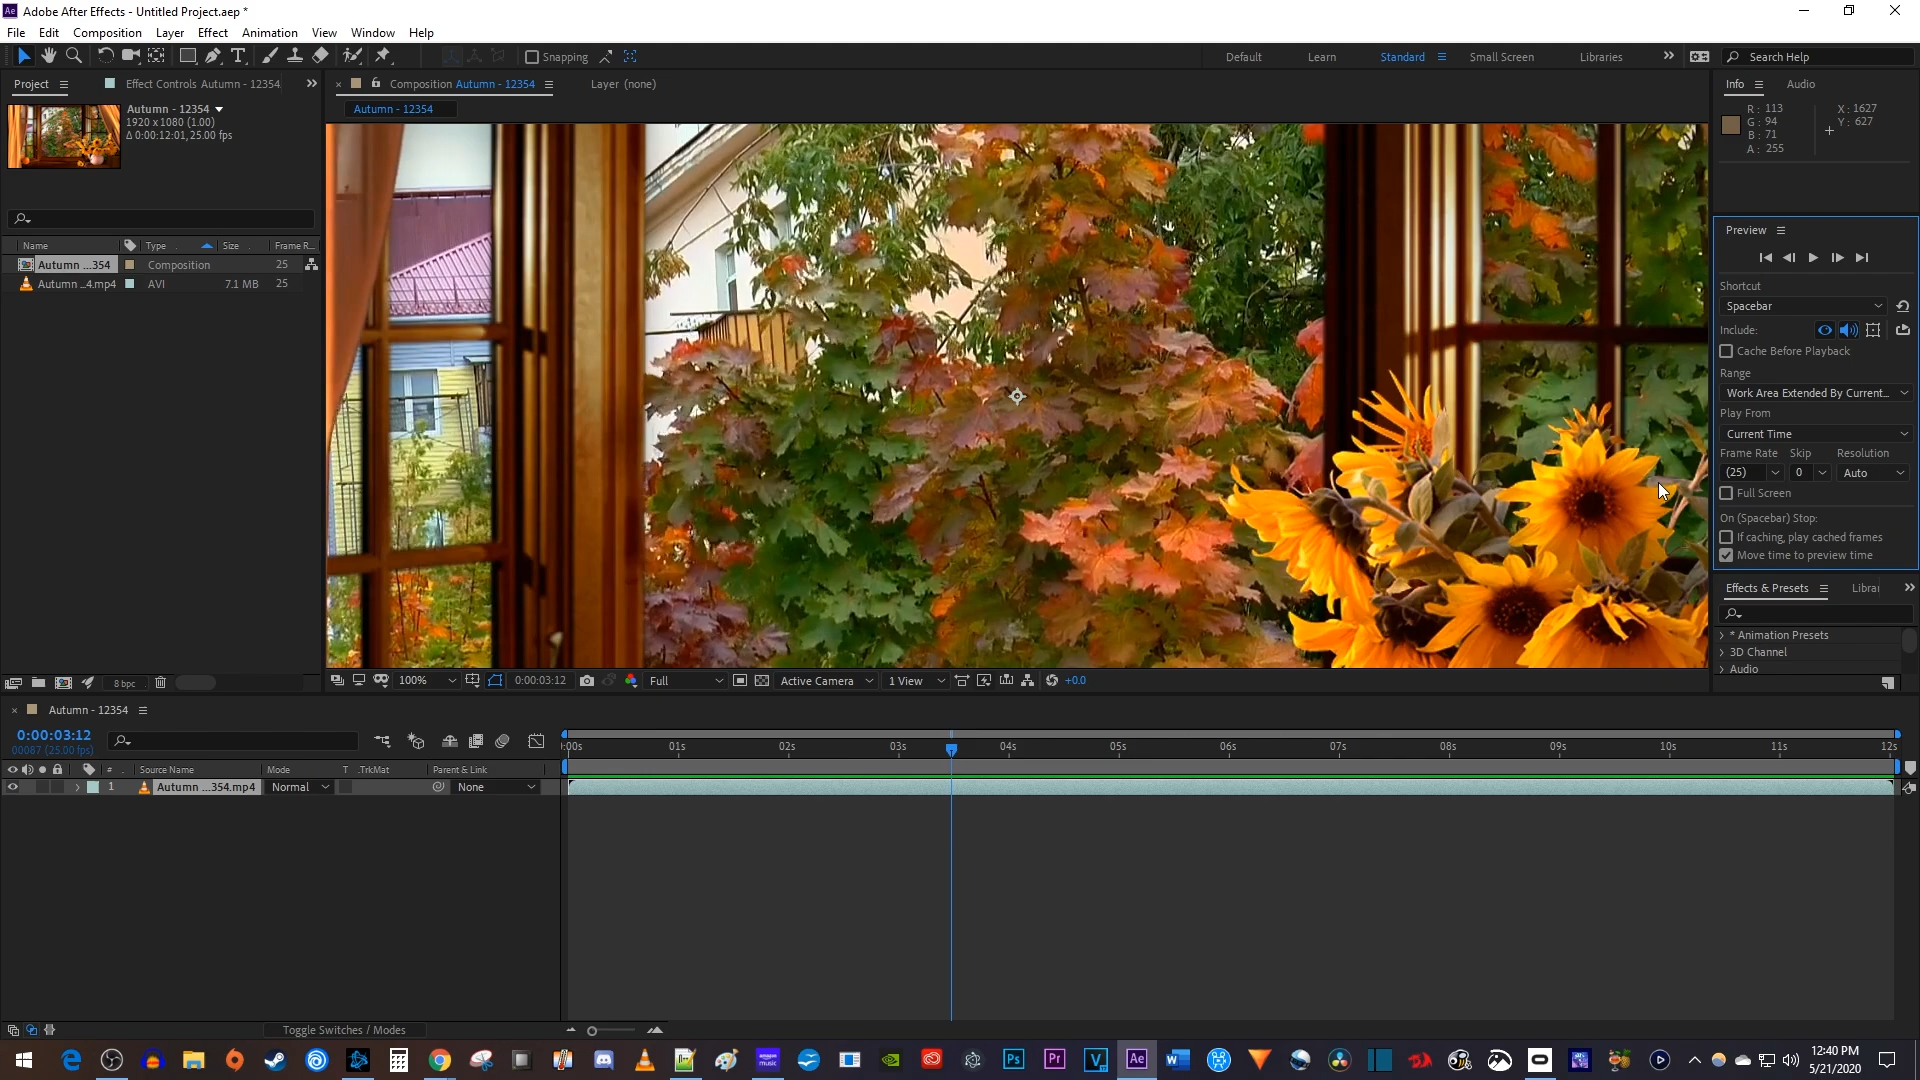 Adobe After Effects - Untitled Project.aep *
File Edit Composition Layer Effect Animation View Window Help
Snapping
Default Learn Standard Small Screen Libraries
Search Help
Project Effect Controls Autumn - 12354
Composition Autumn - 12354 Layer (none)
Autumn - 12354
Autumn - 12354
1920 x 1080 (1.00)
Δ 0:00:12:01, 25.00 fps
Name Type Size Frame R...
Autumn ...354 Composition 25
Autumn ...4.mp4 AVI 7.1 MB 25
8 bpc
Info Audio
R: 113 X: 1627
G: 94 Y: 627
B: 71
A: 255
Preview
Shortcut
Spacebar
Include:
Cache Before Playback
Range
Work Area Extended By Current...
Play From
Current Time
Frame Rate Skip Resolution
(25) 0 Auto
Full Screen
On (Spacebar) Stop:
If caching, play cached frames
Move time to preview time
Effects & Presets Librar
* Animation Presets
3D Channel
Audio
100% 0:00:03:12 Full Active Camera 1 View +0.0
Autumn - 12354
0:00:03:12
00087 (25.00 fps)
:00s 01s 02s 03s 04s 05s 06s 07s 08s 09s 10s 11s 12s
# Source Name Mode T .TrkMat Parent & Link
1 Autumn ...354.mp4 Normal None
Toggle Switches / Modes
Ps Pr V Ae
12:40 PM
5/21/2020